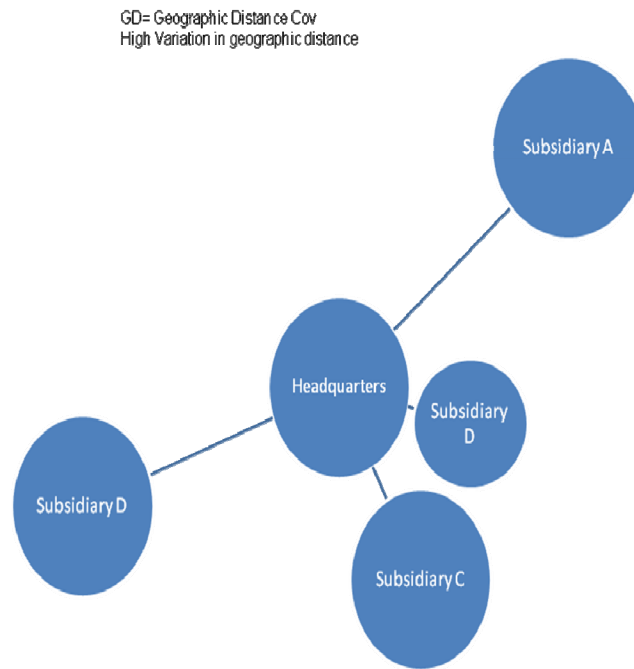 GD= Geographic Distance Cov
High Variation in geographic distance
Subsidiary A
Headquarters
Subsidiary
D
Subsidiary D
Subsidiary C